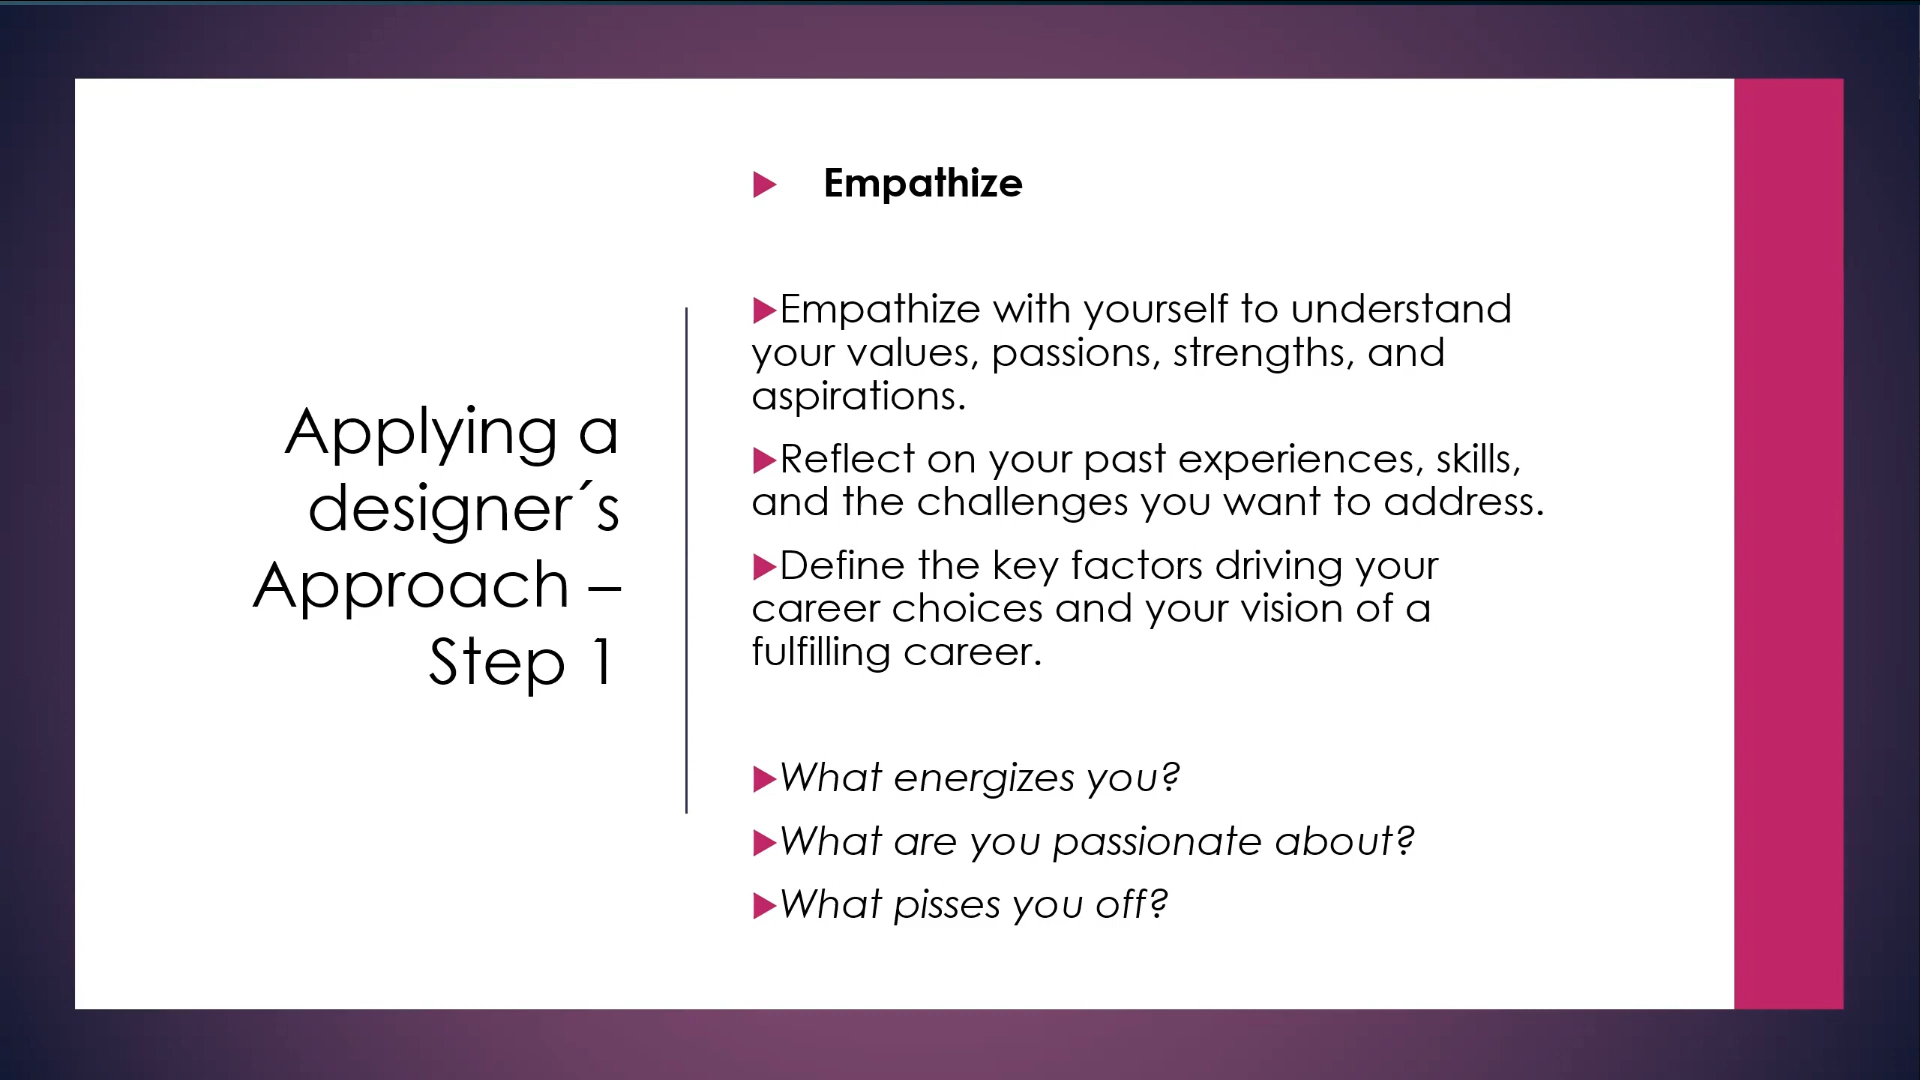 Applying a
designer´s
Approach –
Step 1
Empathize
Empathize with yourself to understand
your values, passions, strengths, and
aspirations.
Reflect on your past experiences, skills,
and the challenges you want to address.
Define the key factors driving your
career choices and your vision of a
fulfilling career.
What energizes you?
What are you passionate about?
What pisses you off?